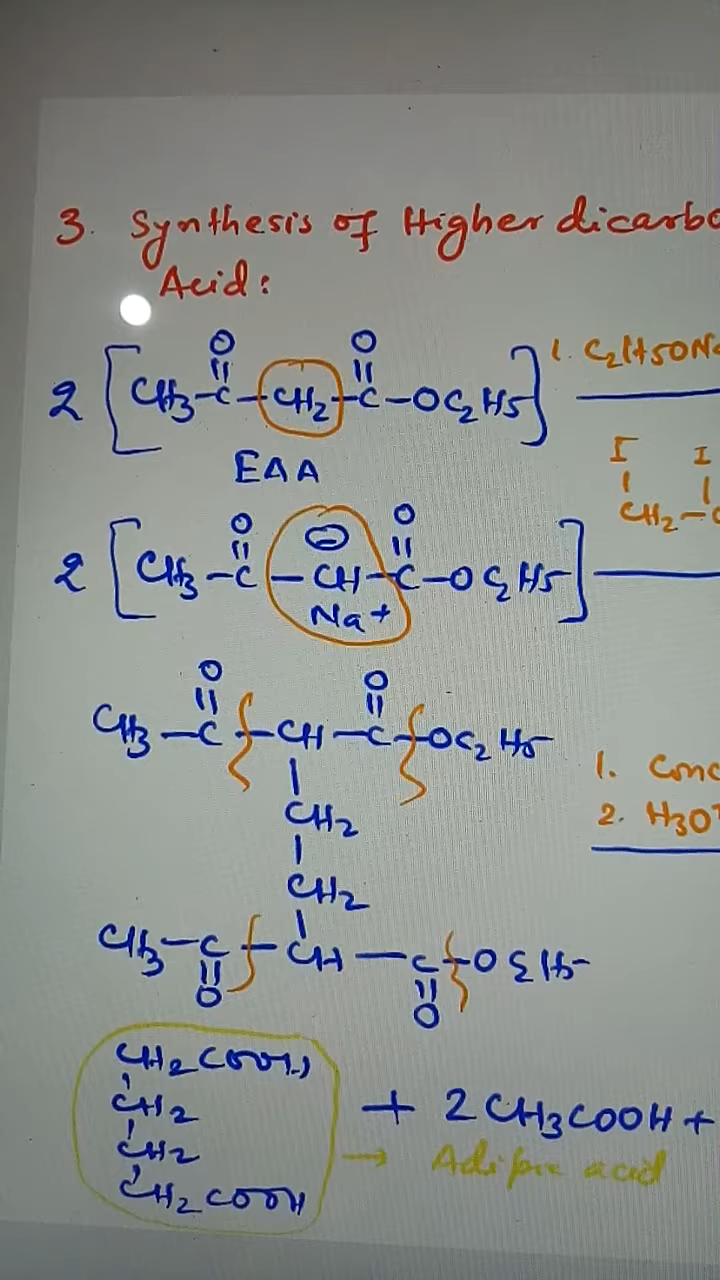 3. Synthesis of Higher dicarbo
Acid:
O O
2 [CH3-C-CH2-C-OC2H5] 1. C2H5ONa
EAA
I I
CH2-C
O ⊖ O
2 [CH3-C-CH-C-OC2H5]
Na+
O O
CH3-C-CH-C-OC2H5
1. Conc
CH2
2. H3O+
CH2
CH3-C-CH-C-O
O O
CH2COOH
CH2 + 2CH3COOH+
CH2 → Adipic acid
CH2COOH